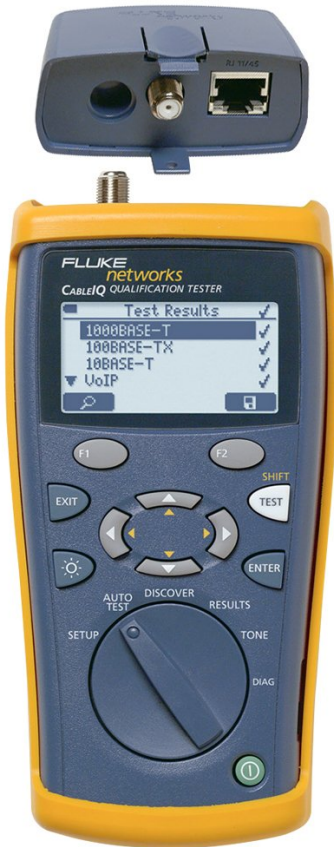 RJ 11/45
FLUKE
networks
CABLEIQ QUALIFICATION TESTER
Test Results
1000BASE-T
100BASE-TX
10BASE-T
VoIP
F1
F2
SHIFT
EXIT
TEST
ENTER
AUTO TEST
DISCOVER
RESULTS
SETUP
TONE
DIAG